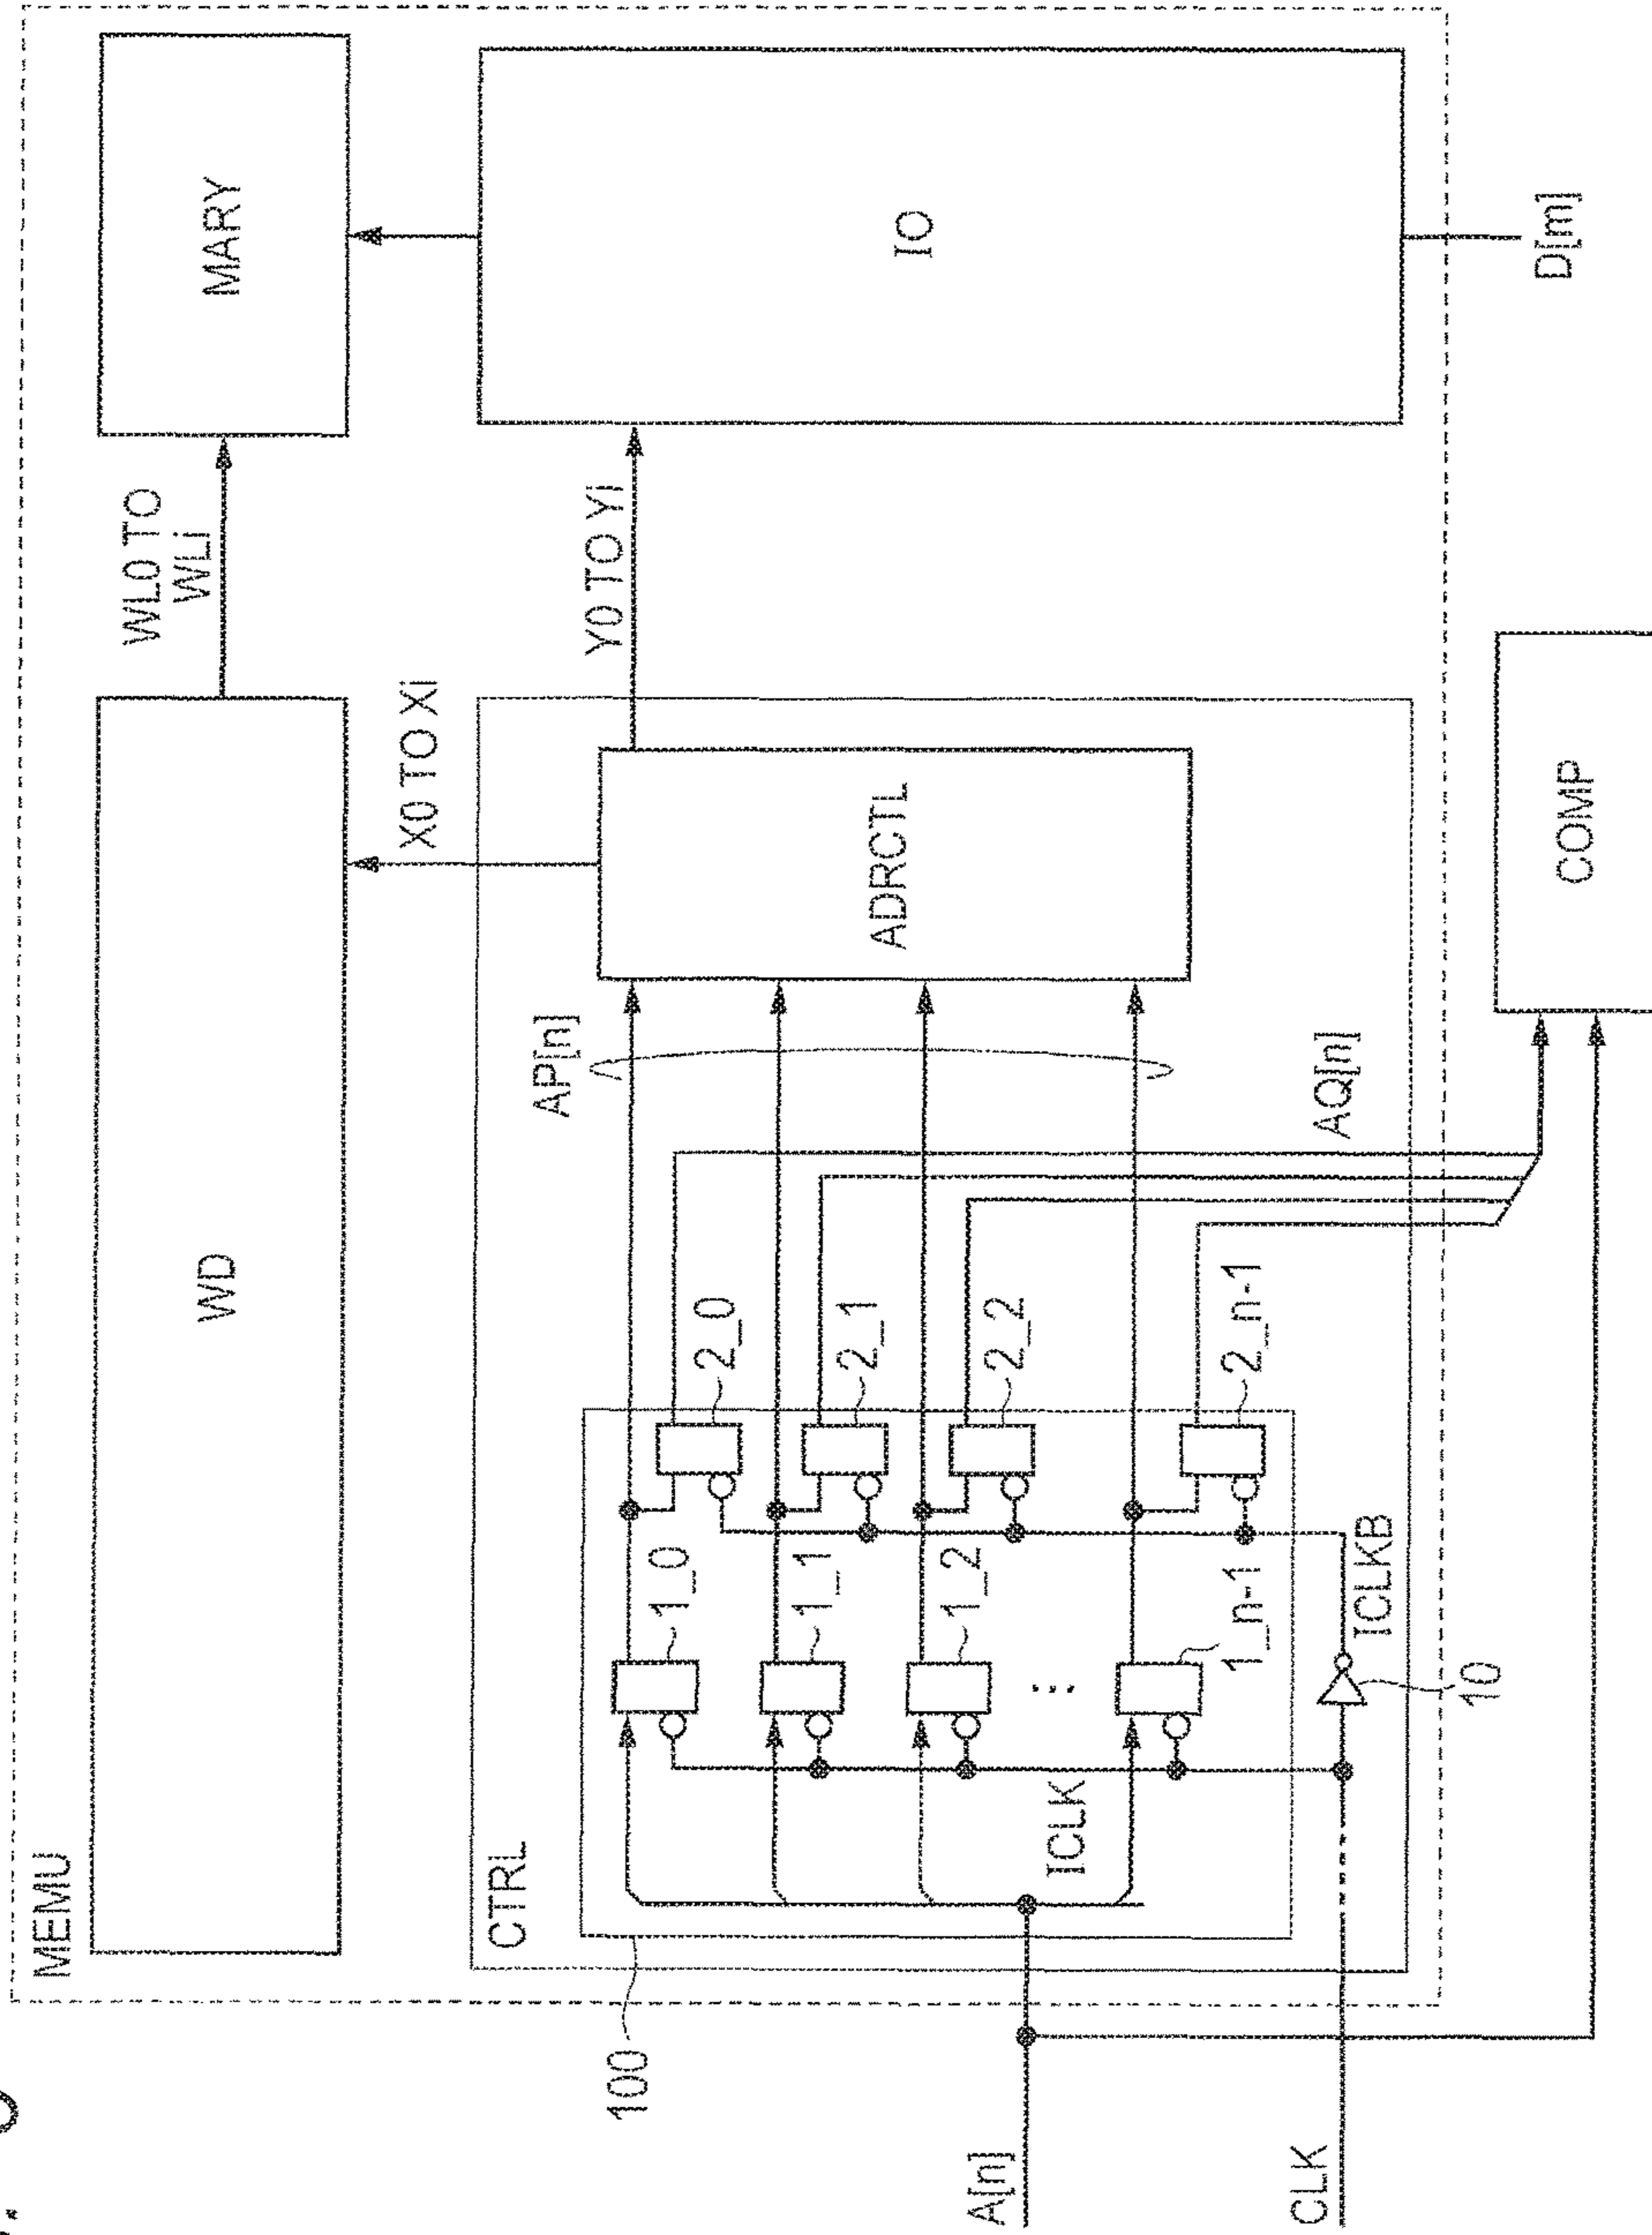 MEMU
WD
WL0 TO
WLi
MARY
X0 TO Xi
CTRL
100
1_0
1_1
1_2
...
1_n-1
2_0
2_1
2_2
2_n-1
ICLK
ICLKB
10
AP[n]
AQ[n]
ADRCTL
Y0 TO Yi
IO
A[n]
CLK
COMP
D[m]